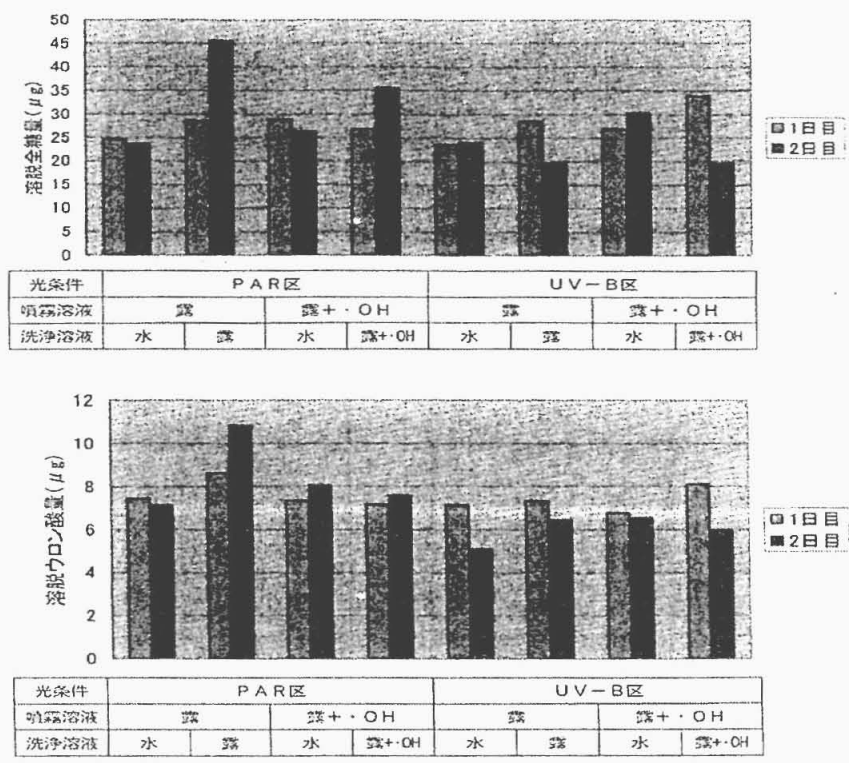 50
45
40
35
30
25
20
15
10
5
0
溶脱全糖量(μg)
1日目
2日目
光条件 PAR区 UV－B区
噴霧溶液 露 露＋・OH 露 露＋・OH
洗浄溶液 水 露 水 露+・OH 水 露 水 露+・OH
12
10
8
6
4
2
0
溶脱ウロン酸量(μg)
1日目
2日目
光条件 PAR区 UV－B区
噴霧溶液 露 露＋・OH 露 露＋・OH
洗浄溶液 水 露 水 露+・OH 水 露 水 露+・OH